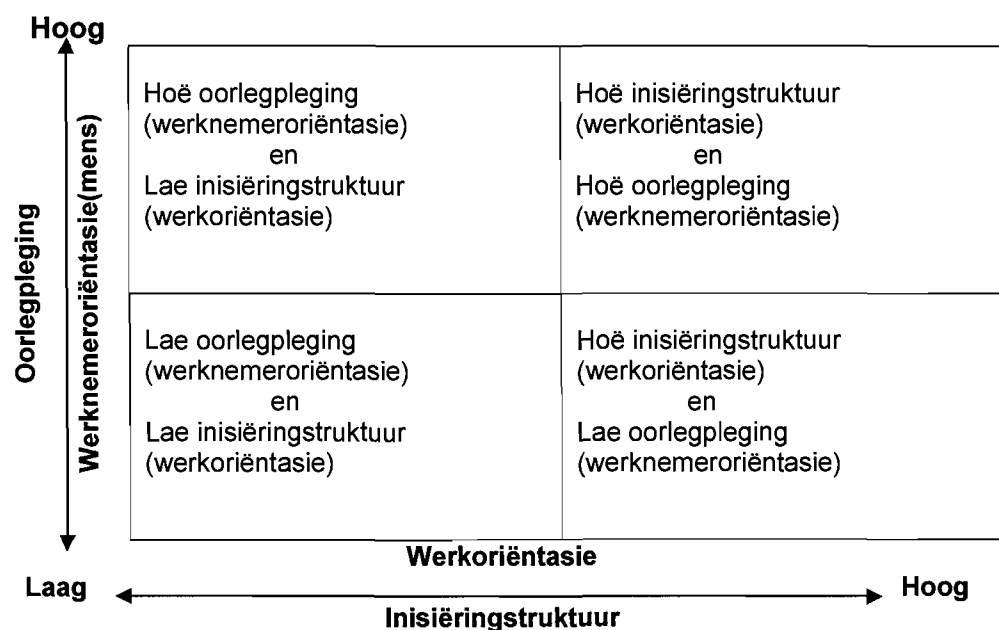 Hoog
Hoë oorlegpleging
(werknemeroriëntasie)
en
Lae inisiëringstruktuur
(werkoriëntasie)
Hoë inisiëringstruktuur
(werkoriëntasie)
en
Hoë oorlegpleging
(werknemeroriëntasie)
Oorlegpleging
Werknemeroriëntasie(mens)
Lae oorlegpleging
(werknemeroriëntasie)
en
Lae inisiëringstruktuur
(werkoriëntasie)
Hoë inisiëringstruktuur
(werkoriëntasie)
en
Lae oorlegpleging
(werknemeroriëntasie)
Werkoriëntasie
Laag
Hoog
Inisiëringstruktuur